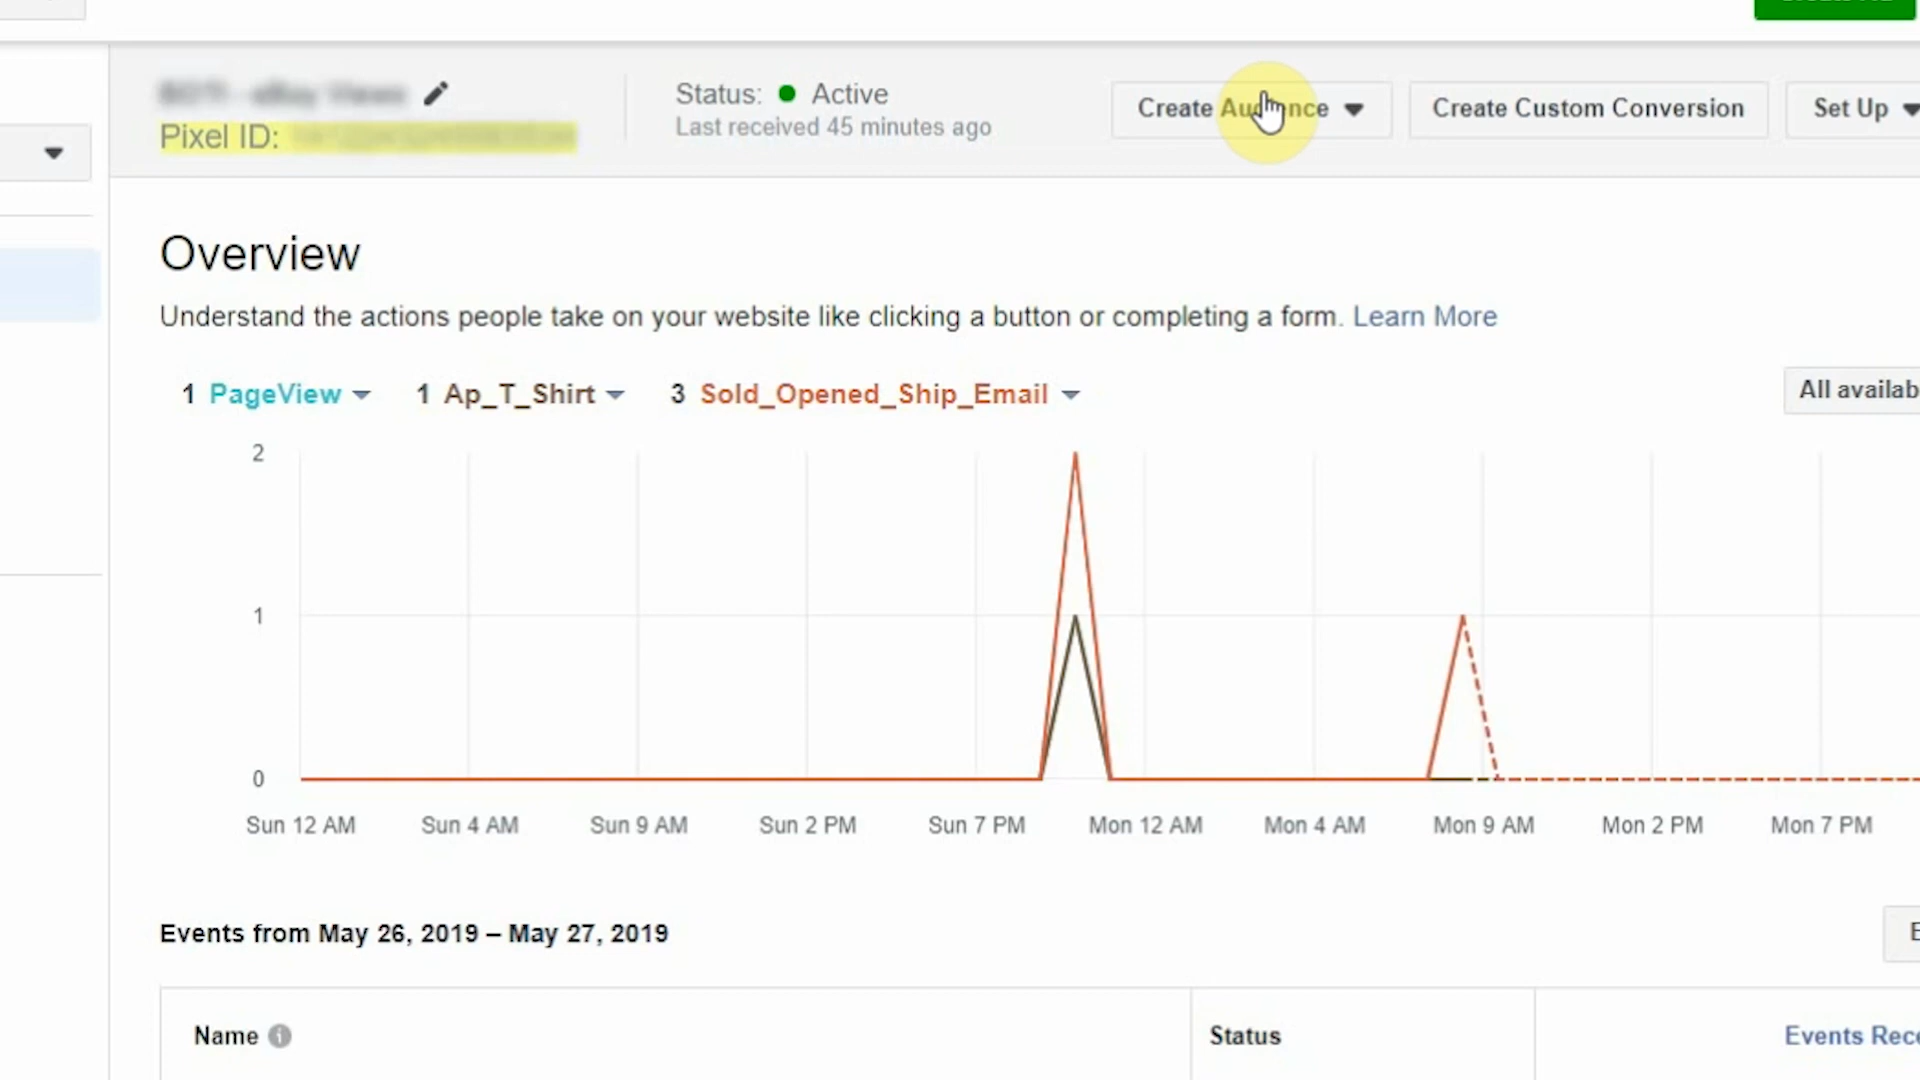 Pixel ID:
Status: Active
Last received 45 minutes ago
Create Audience
Create Custom Conversion
Set Up
Overview
Understand the actions people take on your website like clicking a button or completing a form. Learn More
1 PageView 1 Ap_T_Shirt 3 Sold_Opened_Ship_Email
All availab
2
1
0
Sun 12 AM Sun 4 AM Sun 9 AM Sun 2 PM Sun 7 PM Mon 12 AM Mon 4 AM Mon 9 AM Mon 2 PM Mon 7 PM
Events from May 26, 2019 – May 27, 2019
E
Name
Status
Events Rece